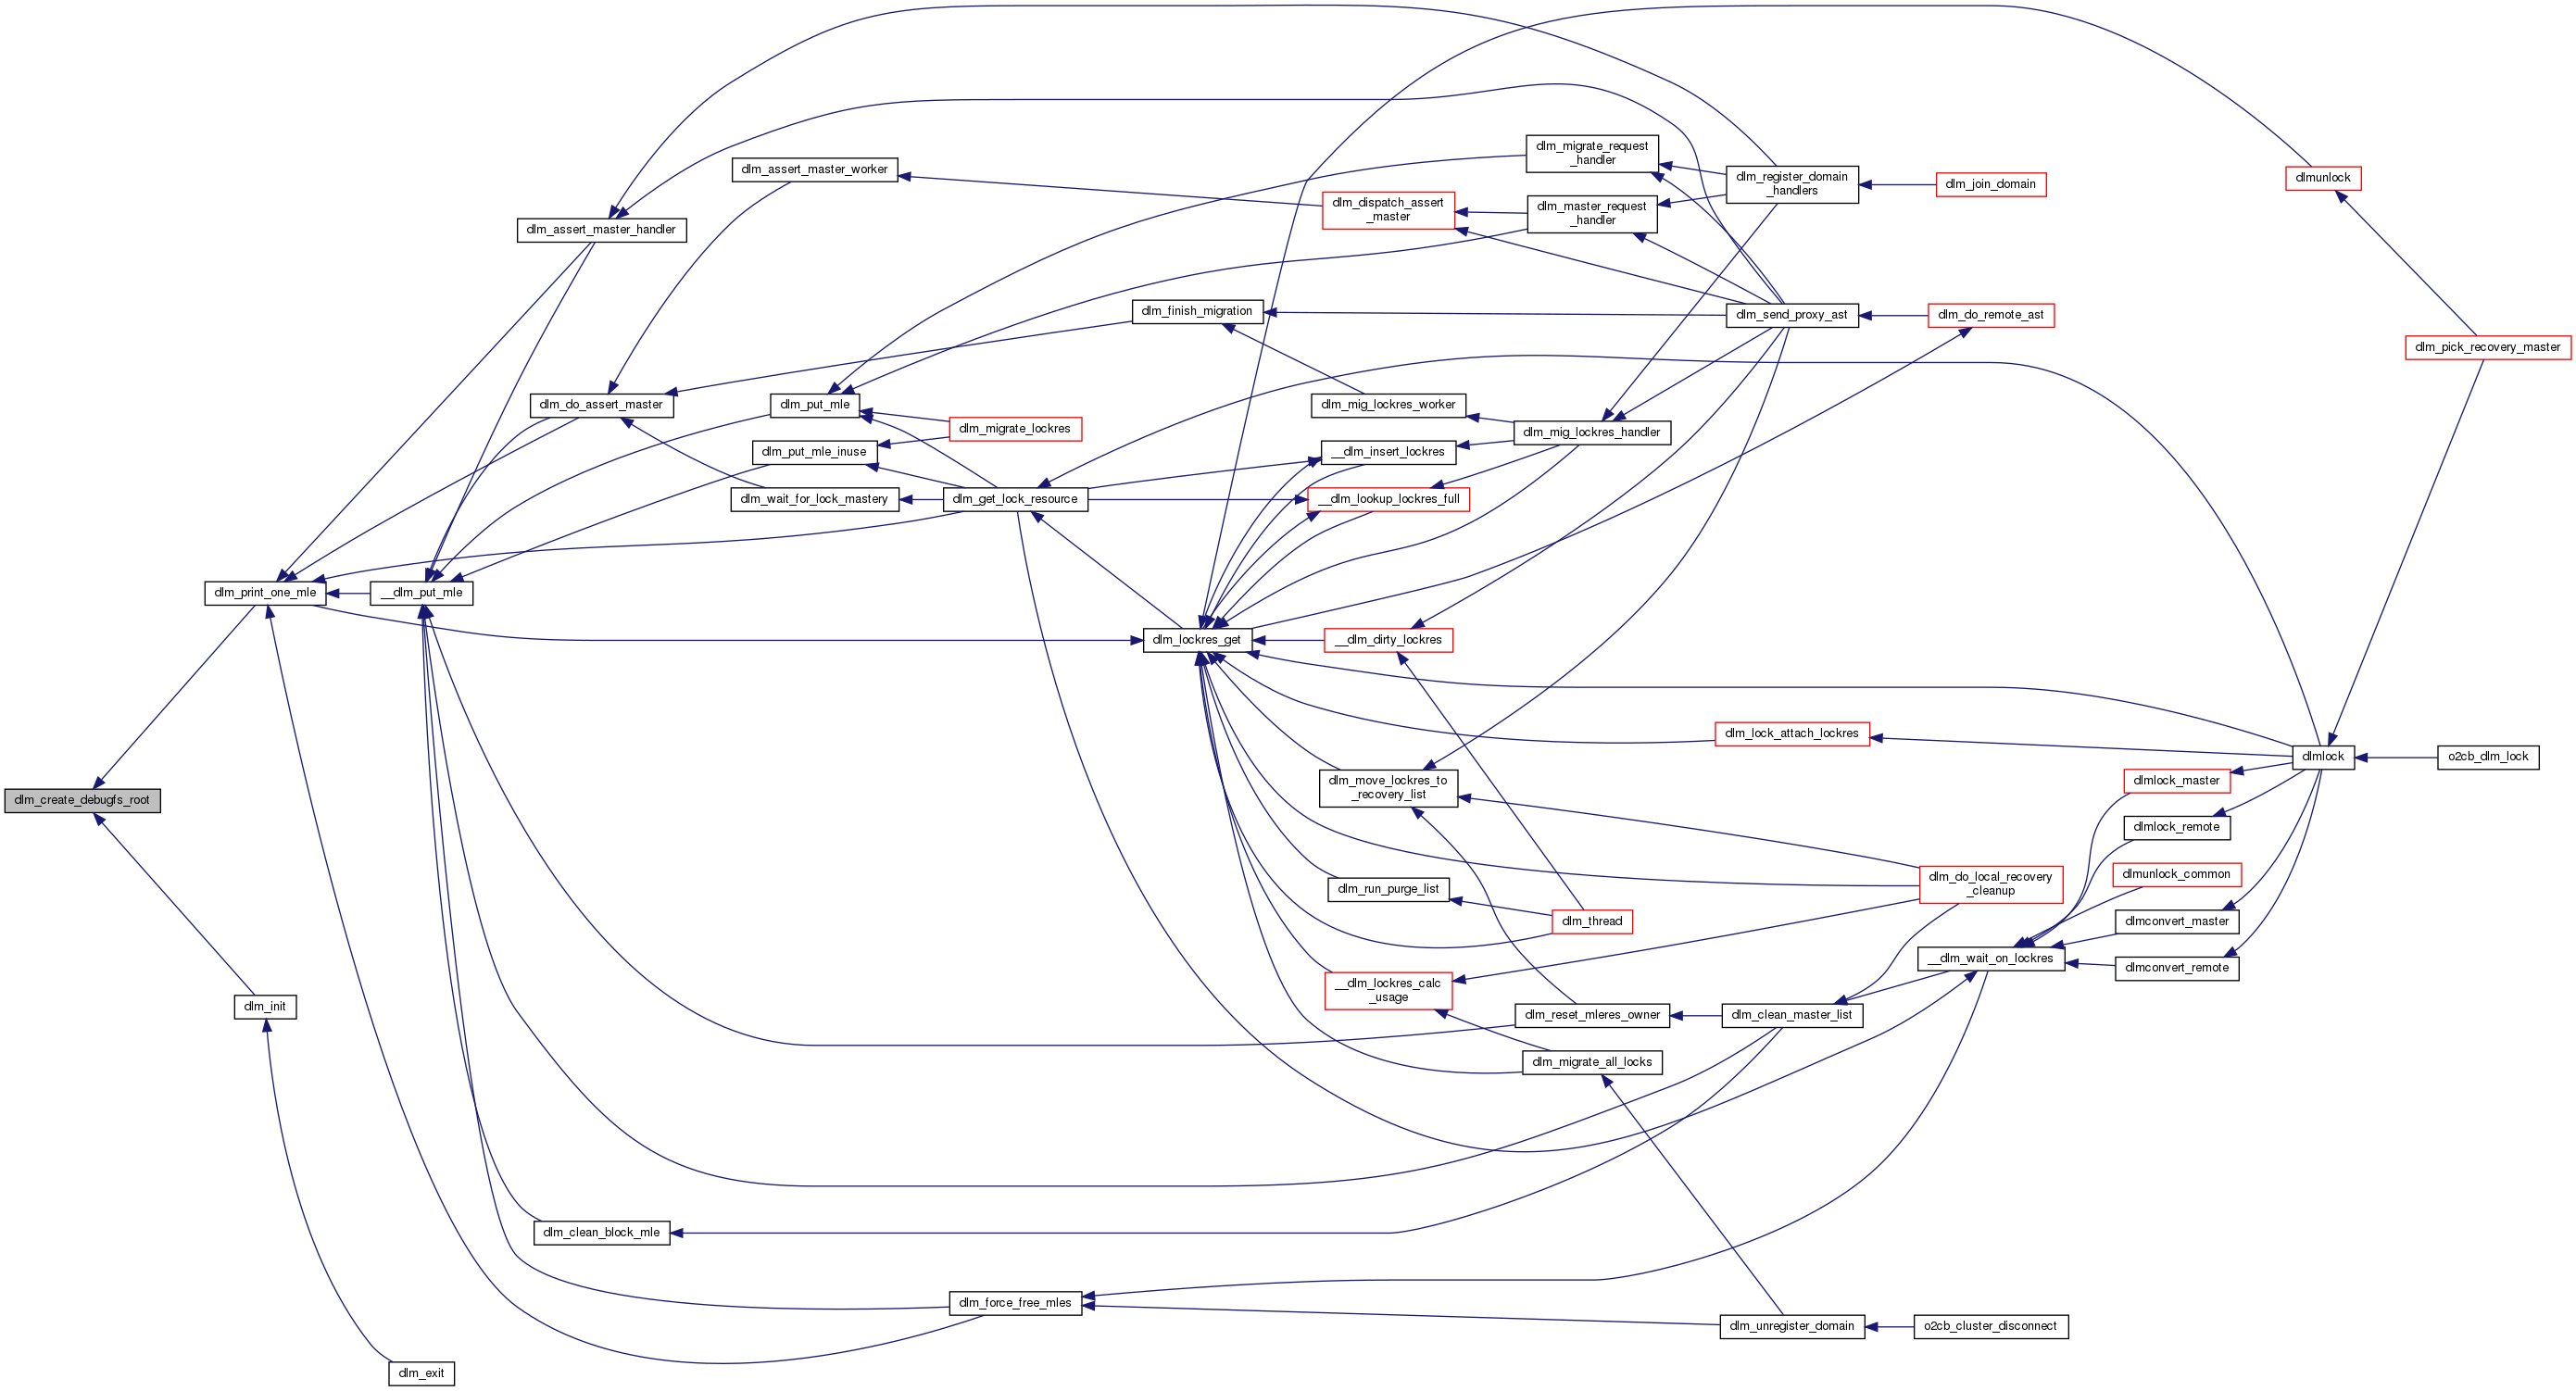 dlm_migrate_request
_handler
dlm_assert_master_worker
dlm_register_domain
_handlers
dlm_join_domain
dlmunlock
dlm_dispatch_assert
_master
dlm_master_request
_handler
dlm_assert_master_handler
dlm_finish_migration
dlm_send_proxy_ast
dlm_do_remote_ast
dlm_pick_recovery_master
dlm_do_assert_master
dlm_put_mle
dlm_mig_lockres_worker
dlm_migrate_lockres
dlm_mig_lockres_handler
dlm_put_mle_inuse
__dlm_insert_lockres
dlm_wait_for_lock_mastery
dlm_get_lock_resource
__dlm_lookup_lockres_full
dlm_print_one_mle
__dlm_put_mle
dlm_lockres_get
__dlm_dirty_lockres
dlm_lock_attach_lockres
dlmlock
o2cb_dlm_lock
dlm_move_lockres_to
_recovery_list
dlmlock_master
dlm_create_debugfs_root
dlmlock_remote
dlm_run_purge_list
dlm_do_local_recovery
_cleanup
dlmunlock_common
dlm_thread
dlmconvert_master
__dlm_wait_on_lockres
dlmconvert_remote
__dlm_lockres_calc
_usage
dlm_init
dlm_reset_mleres_owner
dlm_clean_master_list
dlm_migrate_all_locks
dlm_clean_block_mle
dlm_force_free_mles
dlm_unregister_domain
o2cb_cluster_disconnect
dlm_exit